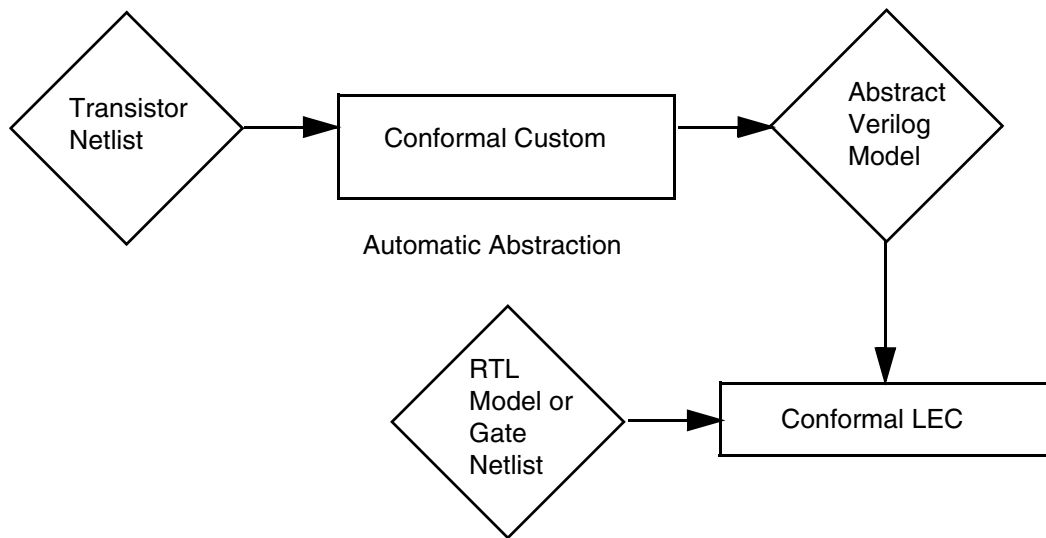 Transistor
Netlist
Conformal Custom
Abstract
Verilog
Model
Automatic Abstraction
RTL
Model or
Gate
Netlist
Conformal LEC